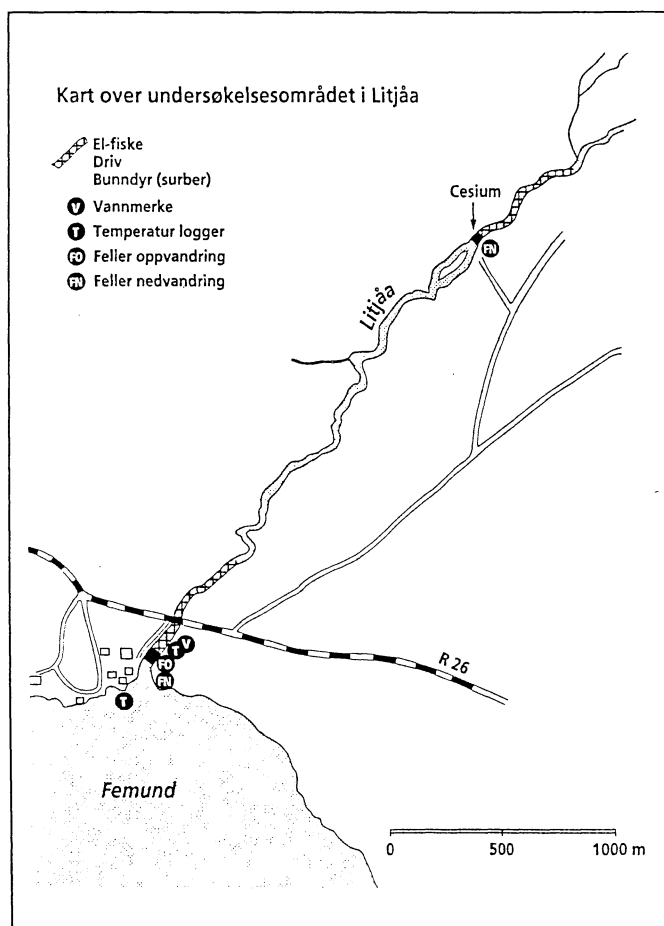 Kart over undersøkelsesområdet i Litjåa
El-fiske
Driv
Bunndyr (surber)
V Vannmerke
T Temperatur logger
FO Feller oppvandring
FN Feller nedvandring
Cesium
FN
Litjåa
V
T
FO
FN
T
R 26
Femund
0 500 1000 m